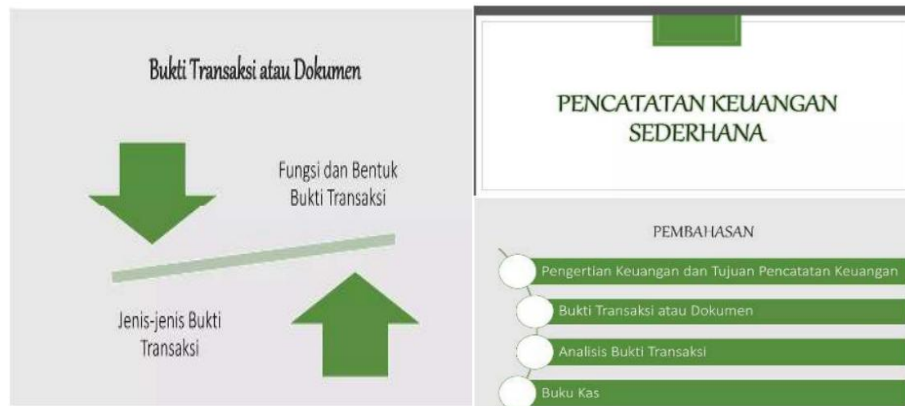 Bukti Transaksi atau Dokumen
Fungsi dan Bentuk
Bukti Transaksi
Jenis-jenis Bukti
Transaksi
PENCATATAN KEUANGAN
SEDERHANA
PEMBAHASAN
Pengertian Keuangan dan Tujuan Pencatatan Keuangan
Bukti Transaksi atau Dokumen
Analisis Bukti Transaksi
Buku Kas